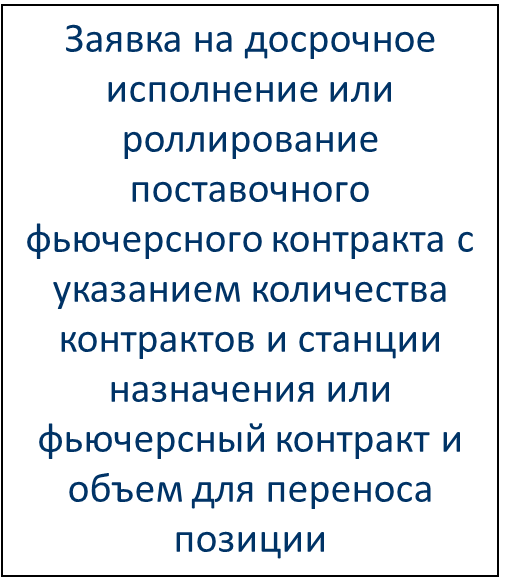 Заявка на досрочное
исполнение или
роллирование
поставочного
фьючерсного контракта с
указанием количества
контрактов и станции
назначения или
фьючерсный контракт и
объем для переноса
позиции